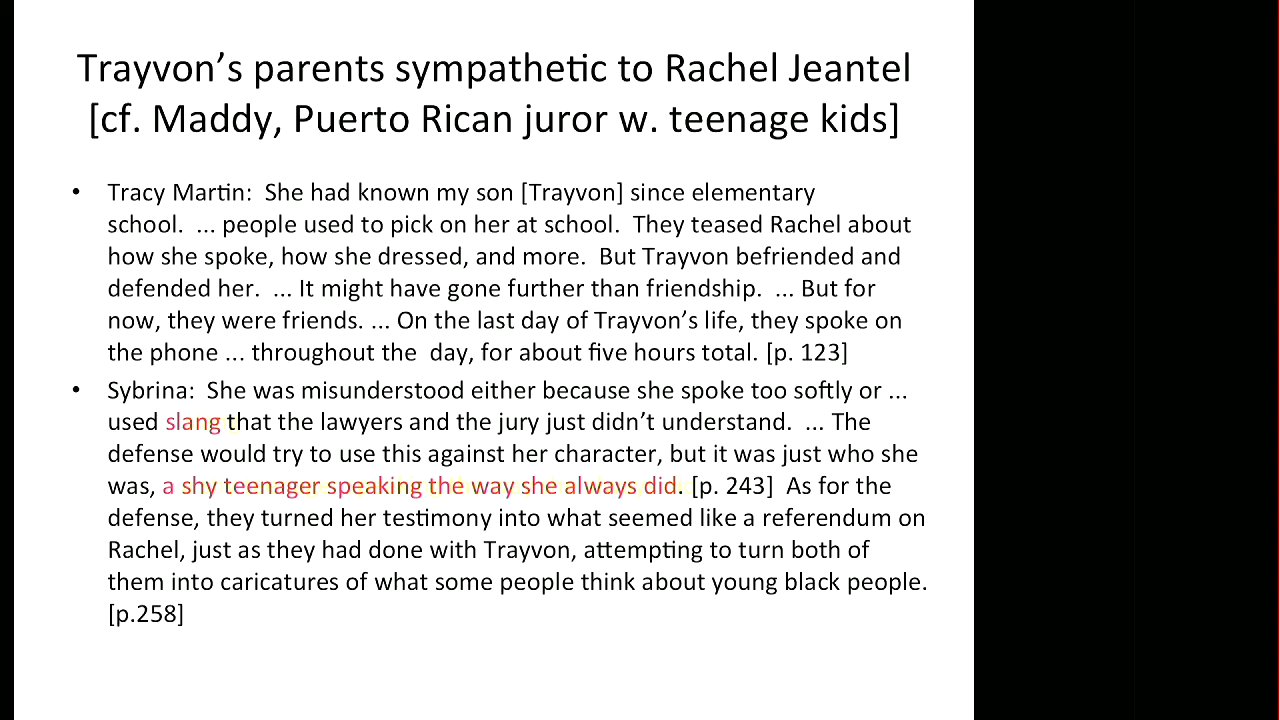 Trayvon’s parents sympathetic to Rachel Jeantel
[cf. Maddy, Puerto Rican juror w. teenage kids]
• Tracy Martin:  She had known my son [Trayvon] since elementary
school.  ... people used to pick on her at school.  They teased Rachel about
how she spoke, how she dressed, and more.  But Trayvon befriended and
defended her.  ... It might have gone further than friendship.  ... But for
now, they were friends. ... On the last day of Trayvon’s life, they spoke on
the phone ... throughout the  day, for about five hours total. [p. 123]
• Sybrina:  She was misunderstood either because she spoke too softly or ...
used slang that the lawyers and the jury just didn’t understand.  ... The
defense would try to use this against her character, but it was just who she
was, a shy teenager speaking the way she always did. [p. 243]  As for the
defense, they turned her testimony into what seemed like a referendum on
Rachel, just as they had done with Trayvon, attempting to turn both of
them into caricatures of what some people think about young black people.
[p.258]